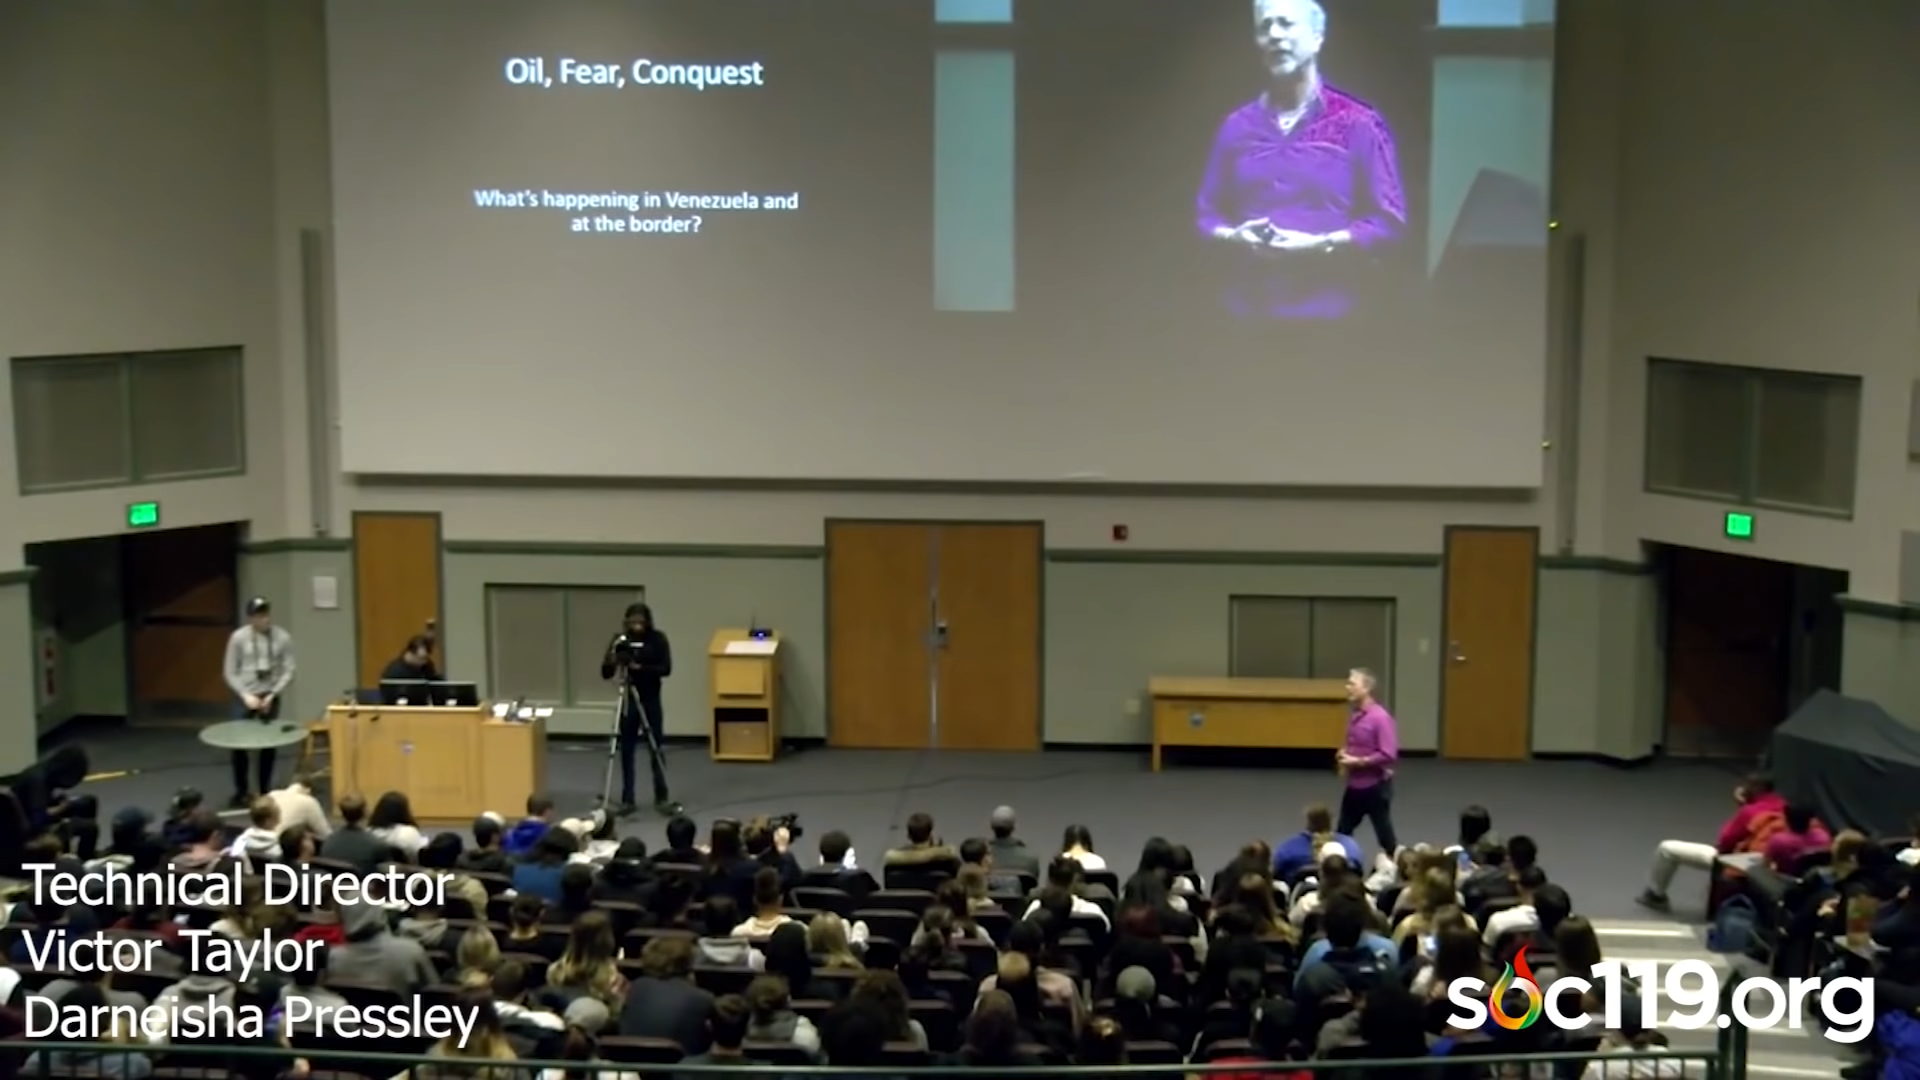 Oil, Fear, Conquest
What's happening in Venezuela and
at the border?
Technical Director
Victor Taylor
Darneisha Pressley
soc119.org